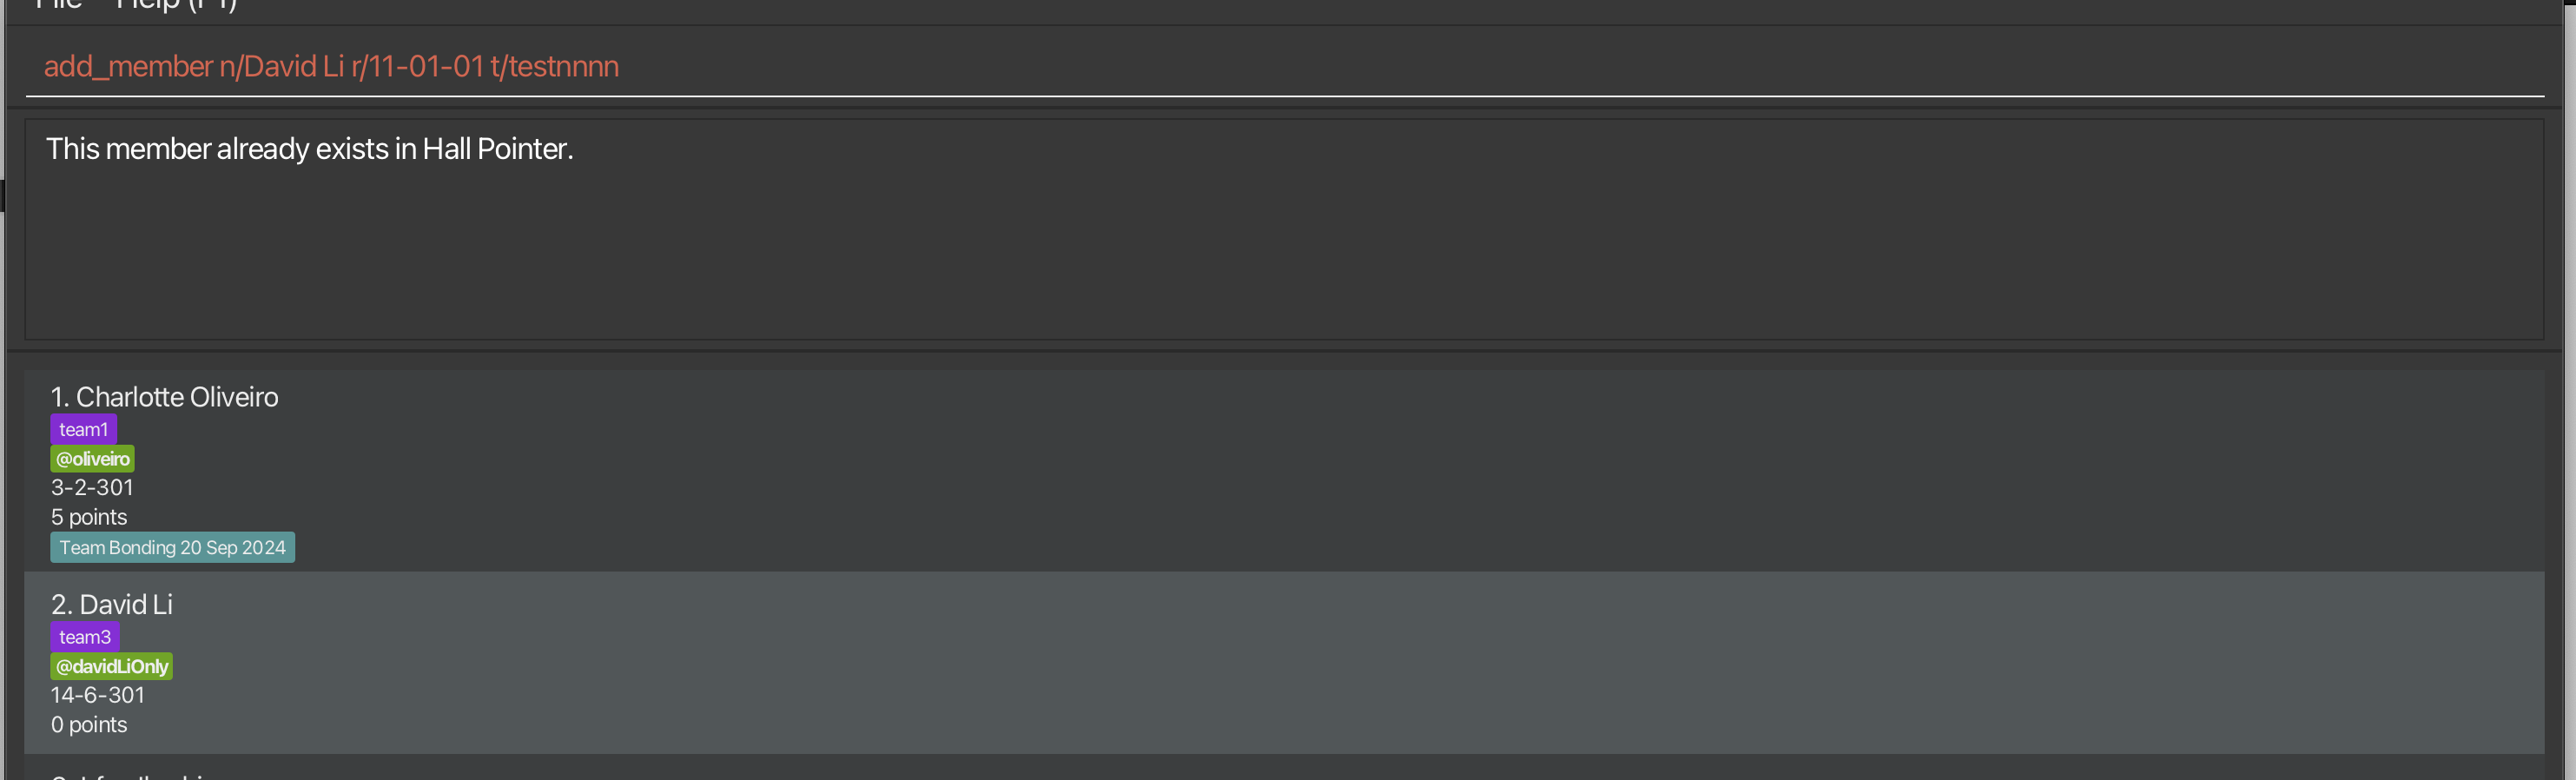 File Help (F1)
add_member n/David Li r/11-01-01 t/testnnnn
This member already exists in Hall Pointer.
1. Charlotte Oliveiro
team1
@oliveiro
3-2-301
5 points
Team Bonding 20 Sep 2024
2. David Li
team3
@davidLiOnly
14-6-301
0 points